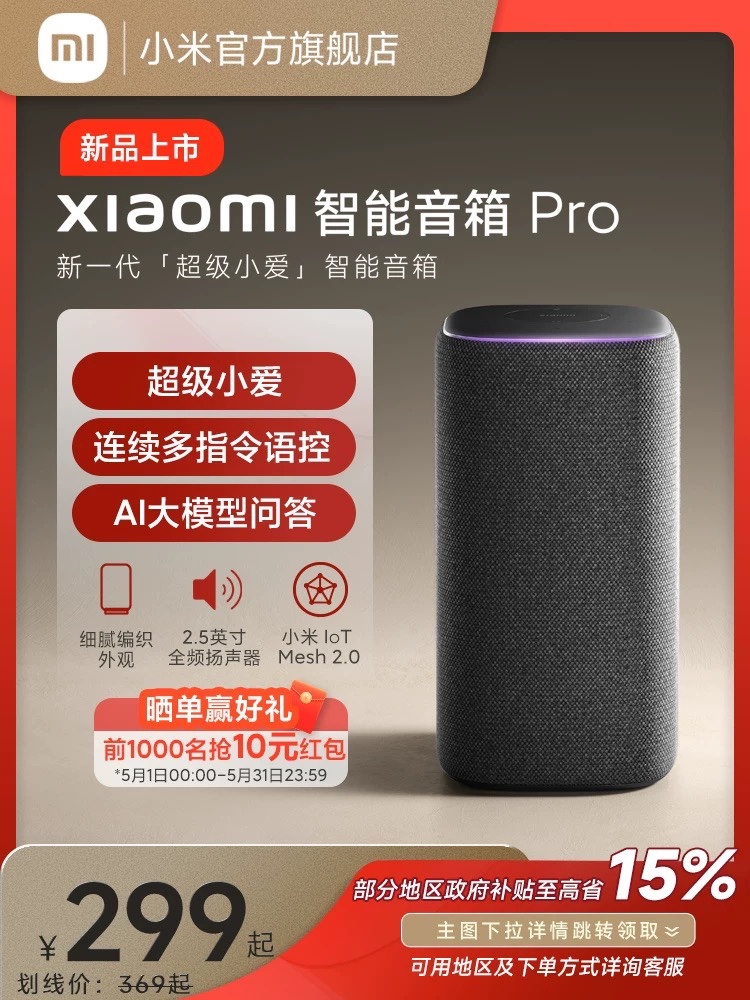 mi 小米官方旗舰店
新品上市
xiaomi 智能音箱 Pro
新一代「超级小爱」智能音箱
xiaomi
超级小爱
连续多指令语控
AI大模型问答
细腻编织
外观
2.5英寸
全频扬声器
小米 IoT
Mesh 2.0
晒单赢好礼
前1000名抢10元红包
*5月1日00:00-5月31日23:59
¥299起
划线价：369起
部分地区政府补贴至高省15%
主图下拉详情跳转领取
可用地区及下单方式详询客服